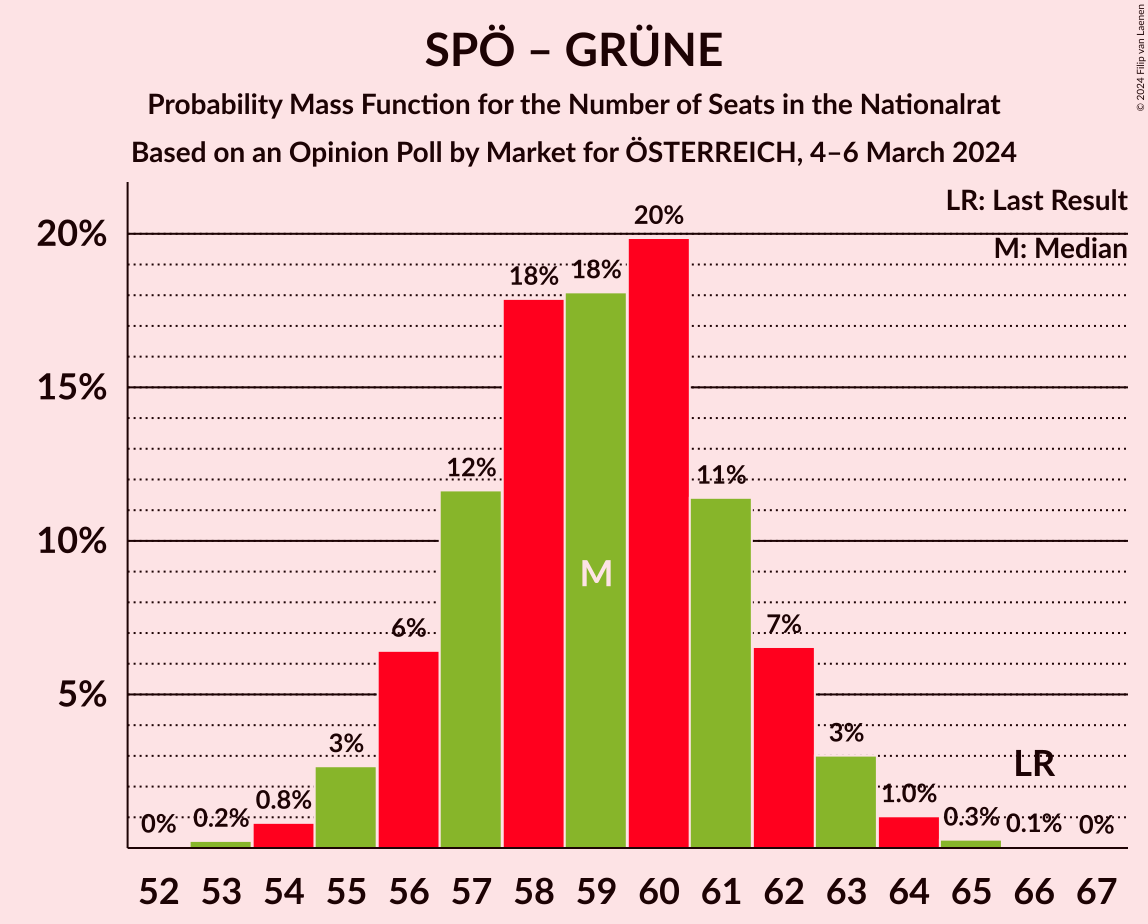 SPÖ – GRÜNE
Probability Mass Function for the Number of Seats in the Nationalrat
Based on an Opinion Poll by Market for ÖSTERREICH, 4–6 March 2024
© 2024 Filip van Laenen
LR: Last Result
M: Median
20%
15%
10%
5%
0%
0.2%
0.8%
3%
6%
12%
18%
18%
20%
11%
7%
3%
1.0%
0.3%
0.1%
0%
M
LR
52 53 54 55 56 57 58 59 60 61 62 63 64 65 66 67